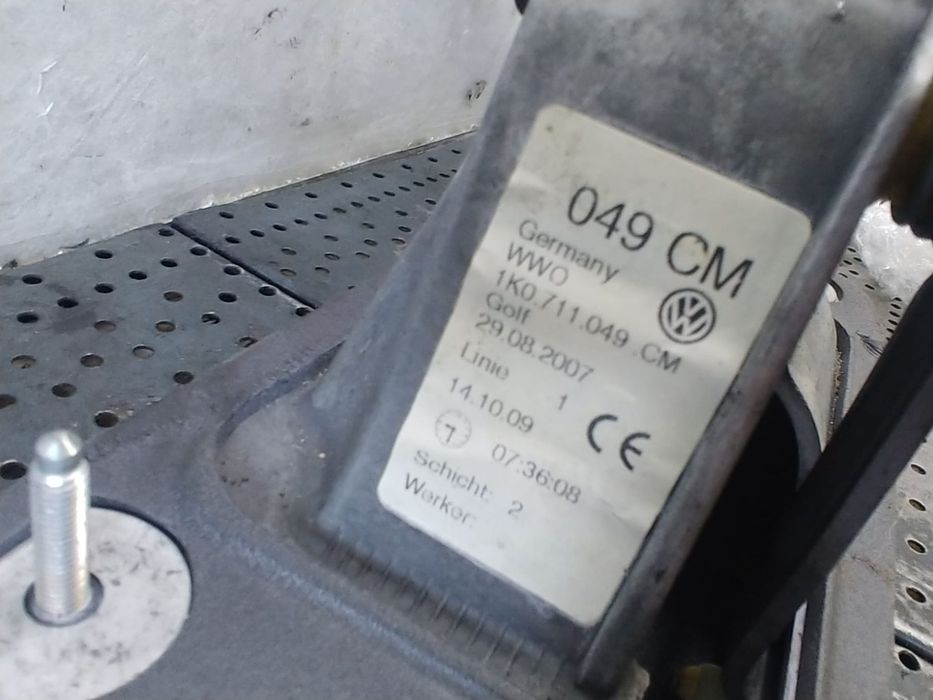 049 CM
Germany
WWO
1K0.711.049 .CM
Golf
29.08.2007
Linie 1
14.10.09 07:36:08
7
Schicht: 2
Werker:
CE